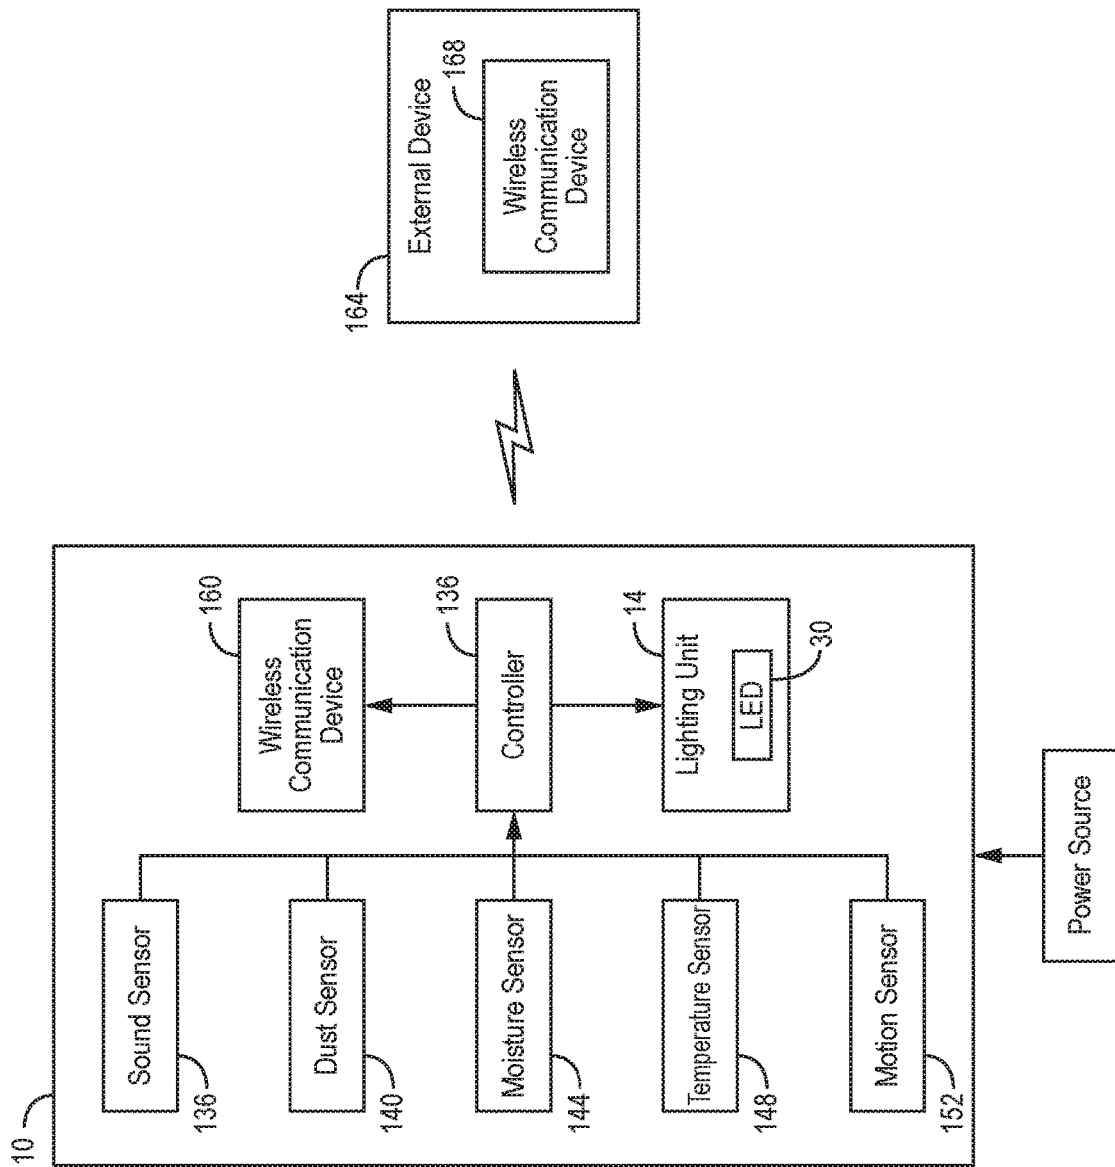 10
Sound Sensor
136
Dust Sensor
140
Moisture Sensor
144
Temperature Sensor
148
Motion Sensor
152
Wireless
Communication
Device
160
Controller
136
Lighting Unit
14
LED
30
Power Source
External Device
164
Wireless
Communication
Device
168